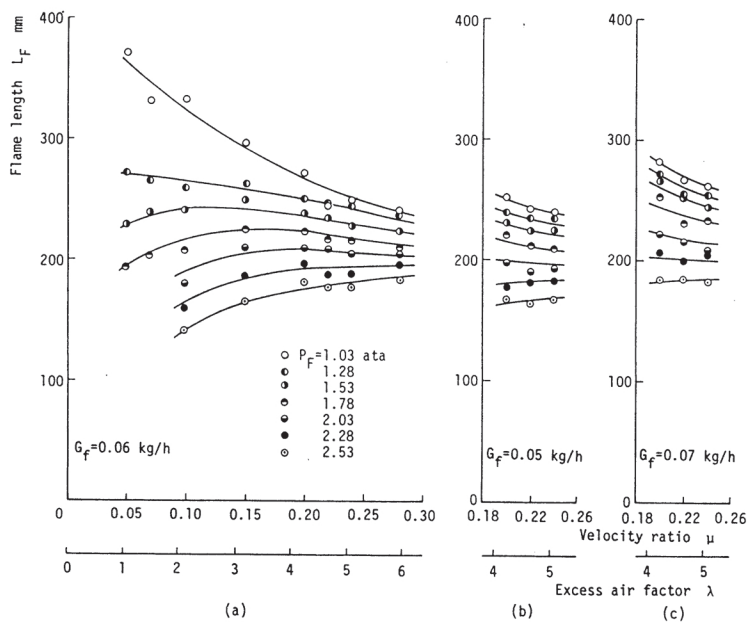 Flame length L_F mm
400
300
200
100
0
P_F=1.03 ata
1.28
1.53
1.78
2.03
2.28
2.53
G_f=0.06 kg/h
0.05 0.10 0.15 0.20 0.24 0.30
0 1 2 3 4 5 6
(a)
400
300
200
100
0
G_f=0.05 kg/h
0.18 0.22 0.26
4 5
(b)
400
300
200
100
0
G_f=0.07 kg/h
0.18 0.22 0.26
Velocity ratio μ
4 5
Excess air factor λ
(c)